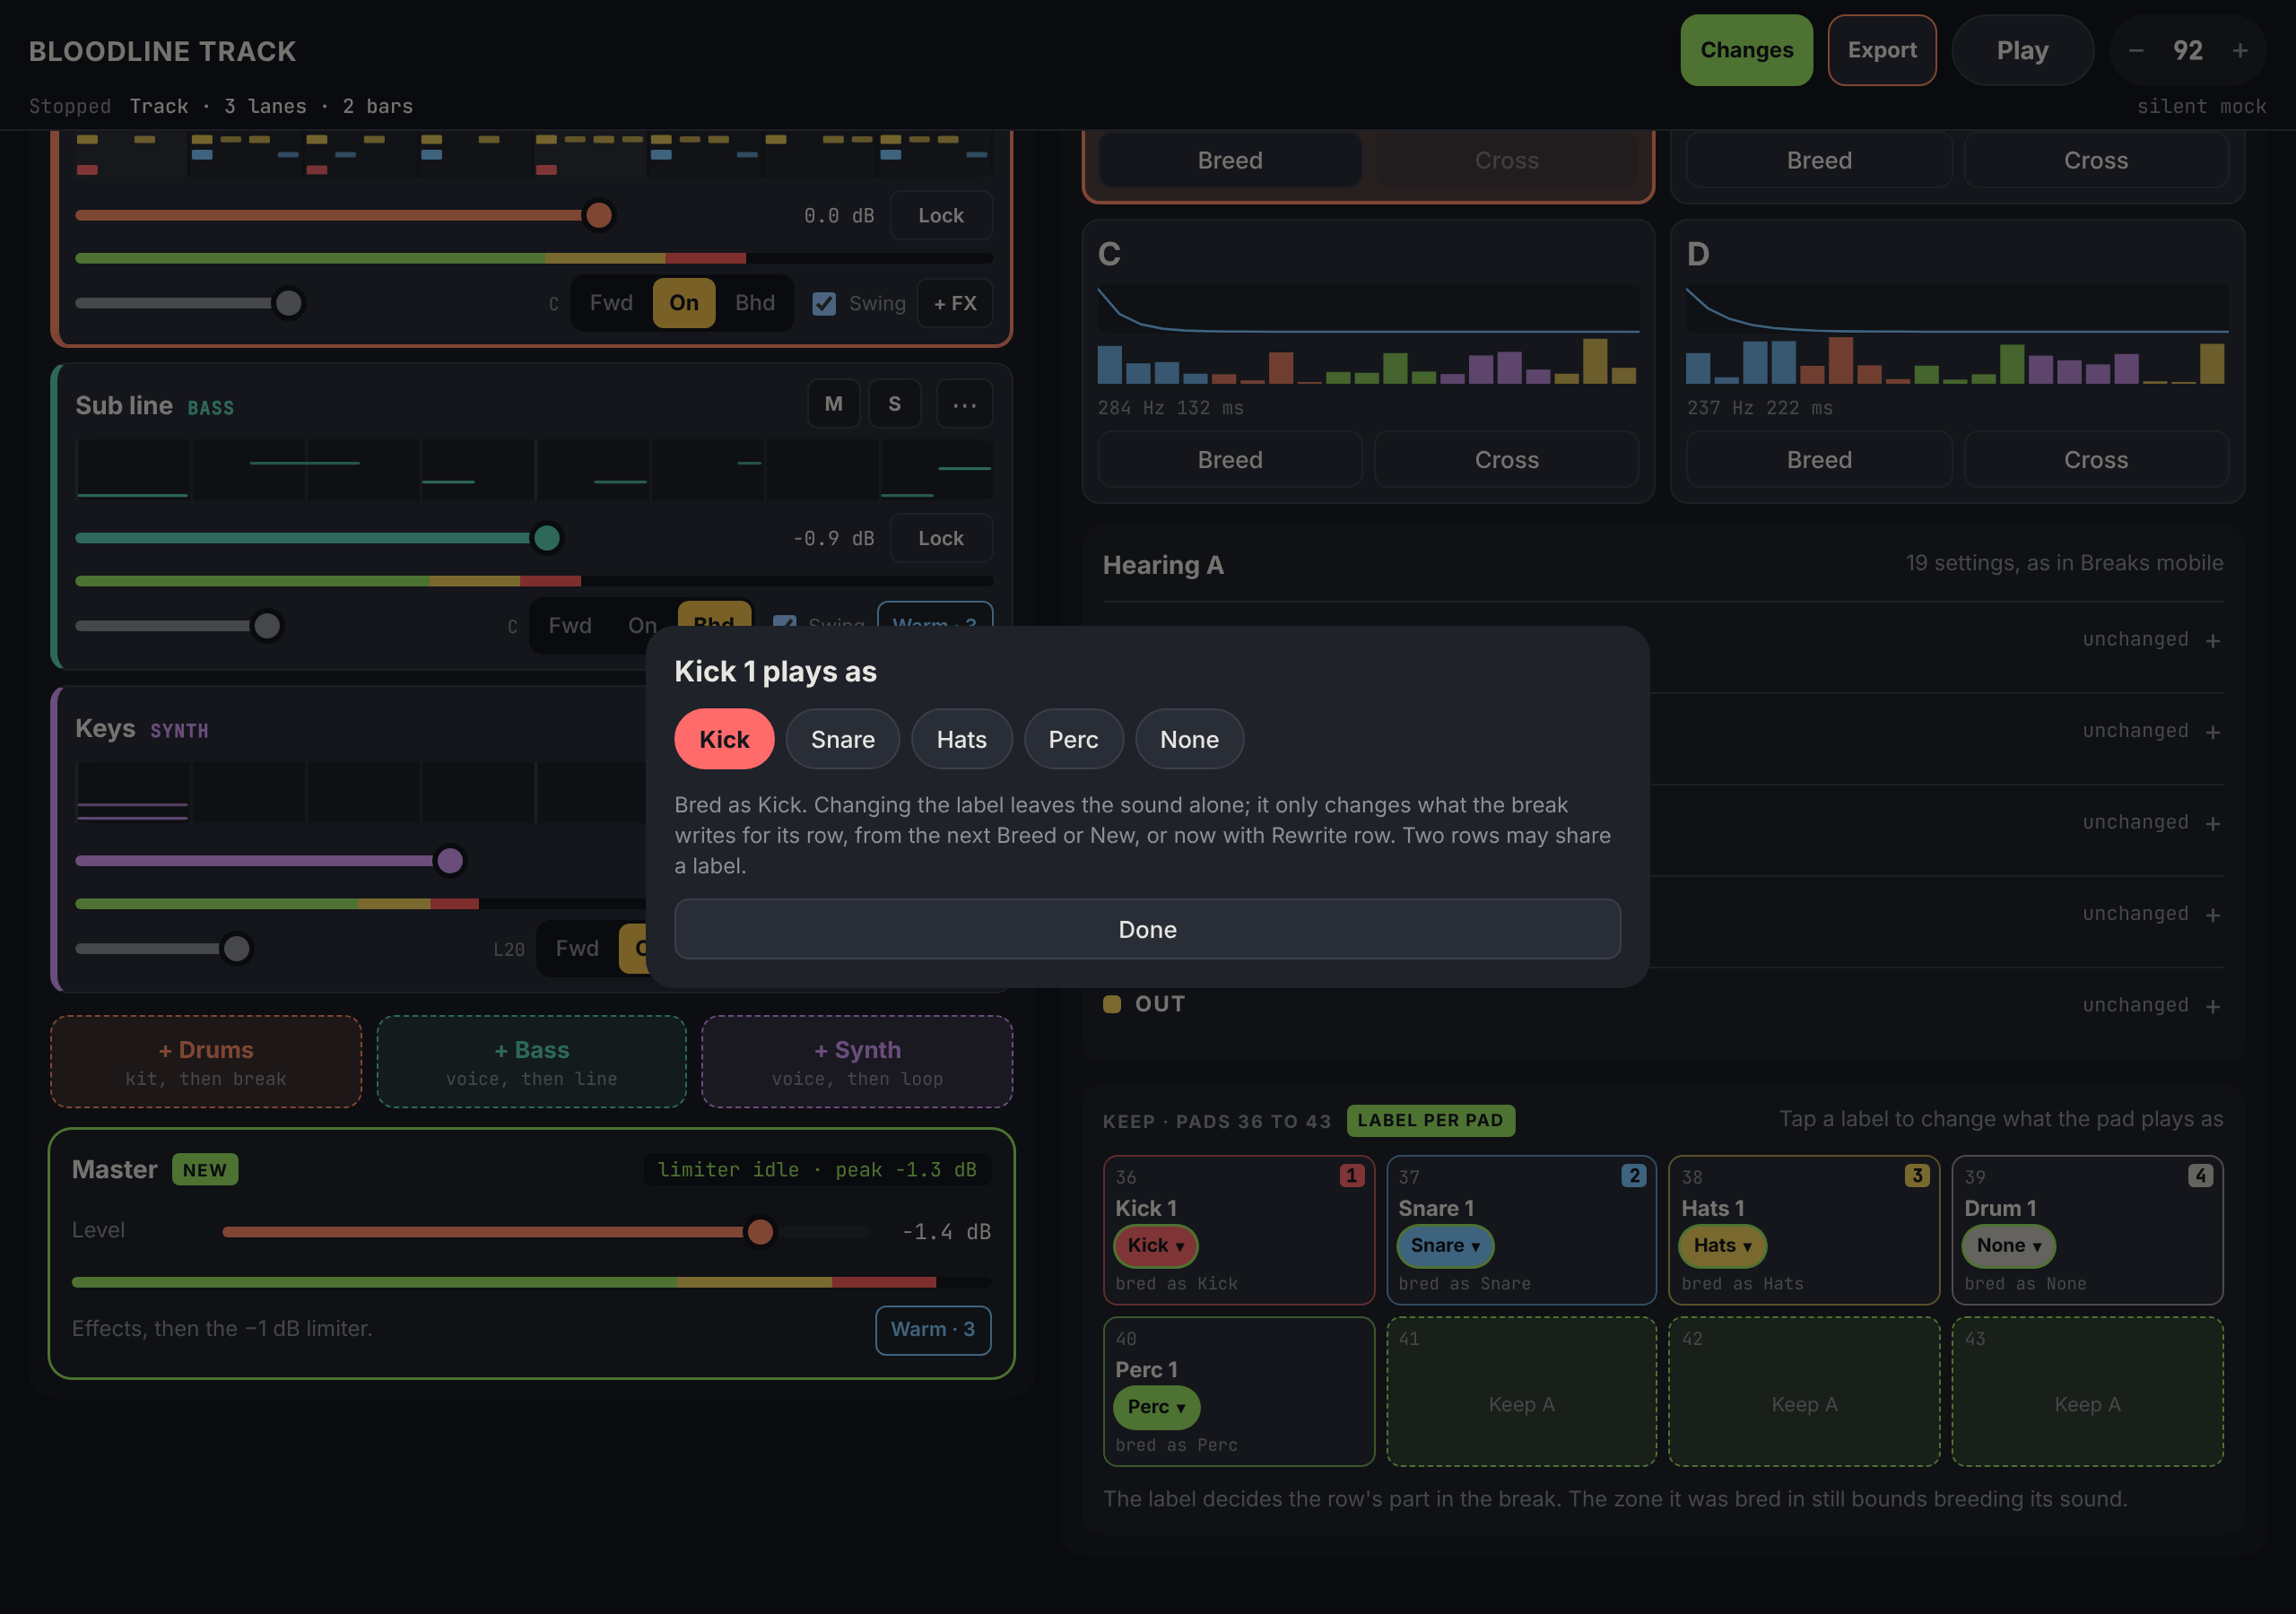 BLOODLINE TRACK
Changes
Export
Play
− 92 +
Stopped Track · 3 lanes · 2 bars
silent mock
0.0 dB Lock
C Fwd On Bhd Swing + FX
Sub line BASS M S ···
-0.9 dB Lock
C Fwd On Bhd Swing Warm · 3
Keys SYNTH
L20 Fwd
+ Drums
kit, then break
+ Bass
voice, then line
+ Synth
voice, then loop
Master NEW limiter idle · peak -1.3 dB
Level -1.4 dB
Effects, then the −1 dB limiter. Warm · 3
Breed Cross
Breed Cross
C
284 Hz 132 ms
Breed Cross
D
237 Hz 222 ms
Breed Cross
Hearing A 19 settings, as in Breaks mobile
unchanged +
unchanged +
unchanged +
unchanged +
OUT unchanged +
Kick 1 plays as
Kick Snare Hats Perc None
Bred as Kick. Changing the label leaves the sound alone; it only changes what the break
writes for its row, from the next Breed or New, or now with Rewrite row. Two rows may share
a label.
Done
KEEP · PADS 36 TO 43 LABEL PER PAD Tap a label to change what the pad plays as
36 1
Kick 1
Kick ▾
bred as Kick
37 2
Snare 1
Snare ▾
bred as Snare
38 3
Hats 1
Hats ▾
bred as Hats
39 4
Drum 1
None ▾
bred as None
40
Perc 1
Perc ▾
bred as Perc
41
Keep A
42
Keep A
43
Keep A
The label decides the row's part in the break. The zone it was bred in still bounds breeding its sound.